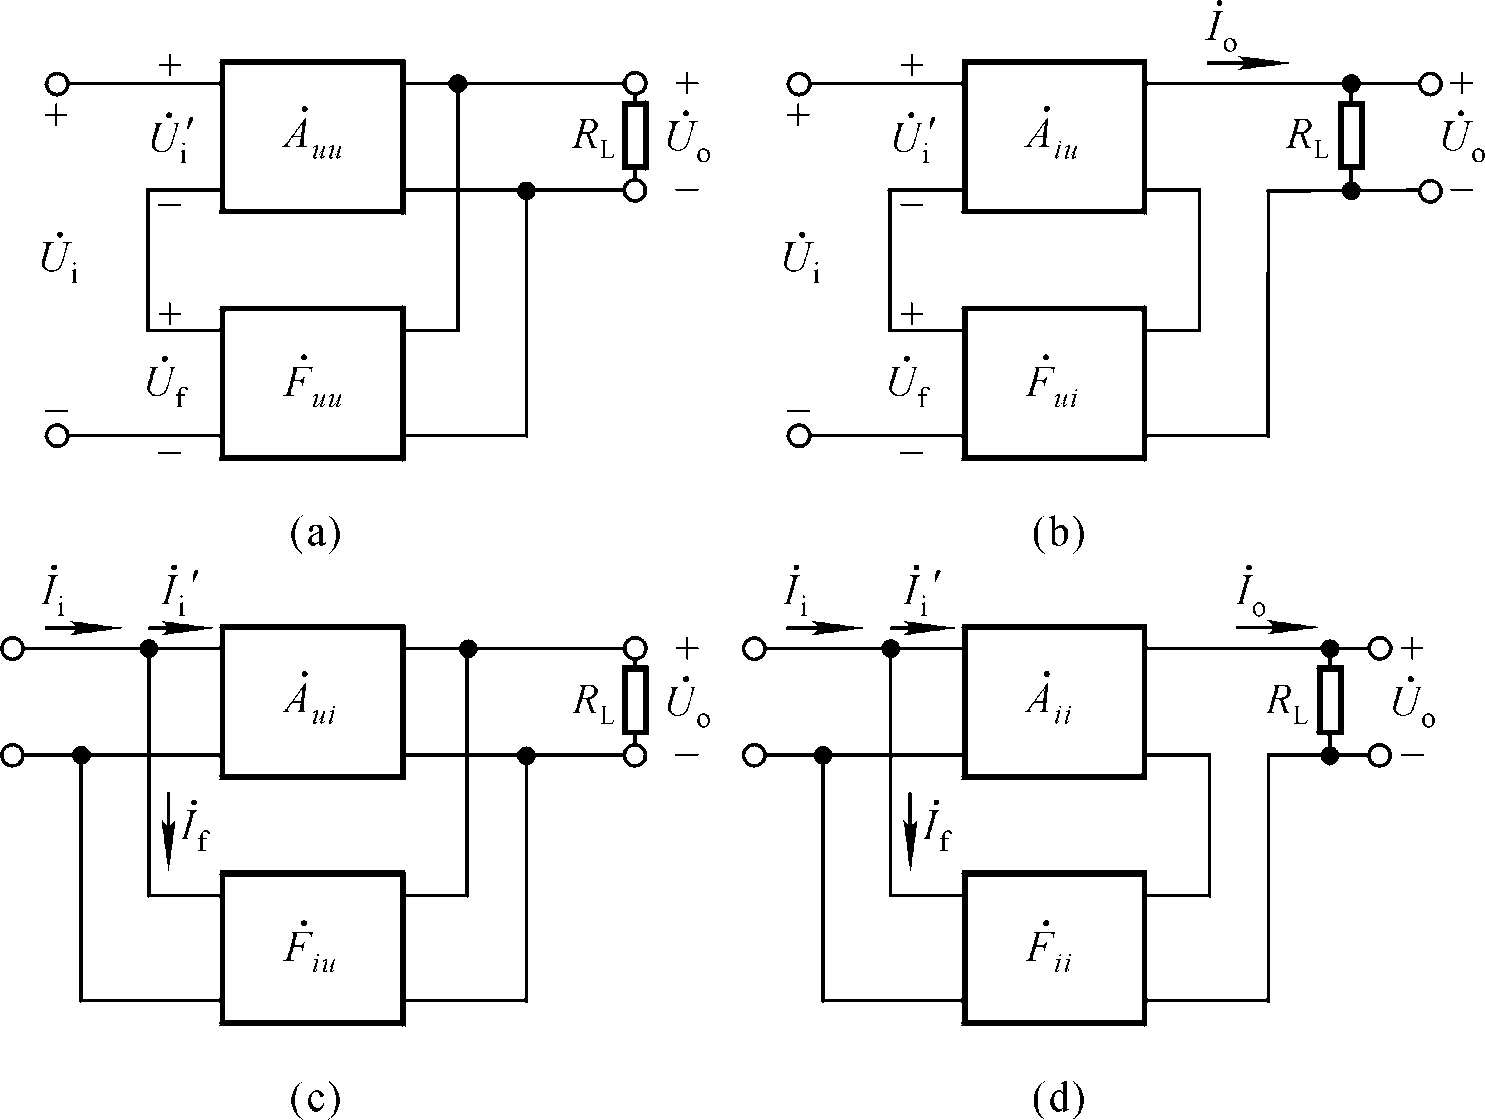 İo
+ + + +
+ U̇i′ Ȧuu RL U̇o + U̇i′ Ȧiu RL U̇o
− − − −
U̇i U̇i
+ +
− U̇f Ḟuu − U̇f Ḟui
− −
(a) (b)
İi İi′ İi İi′ İo
+ +
Ȧui RL U̇o Ȧii RL U̇o
− −
İf İf
Ḟiu Ḟii
(c) (d)